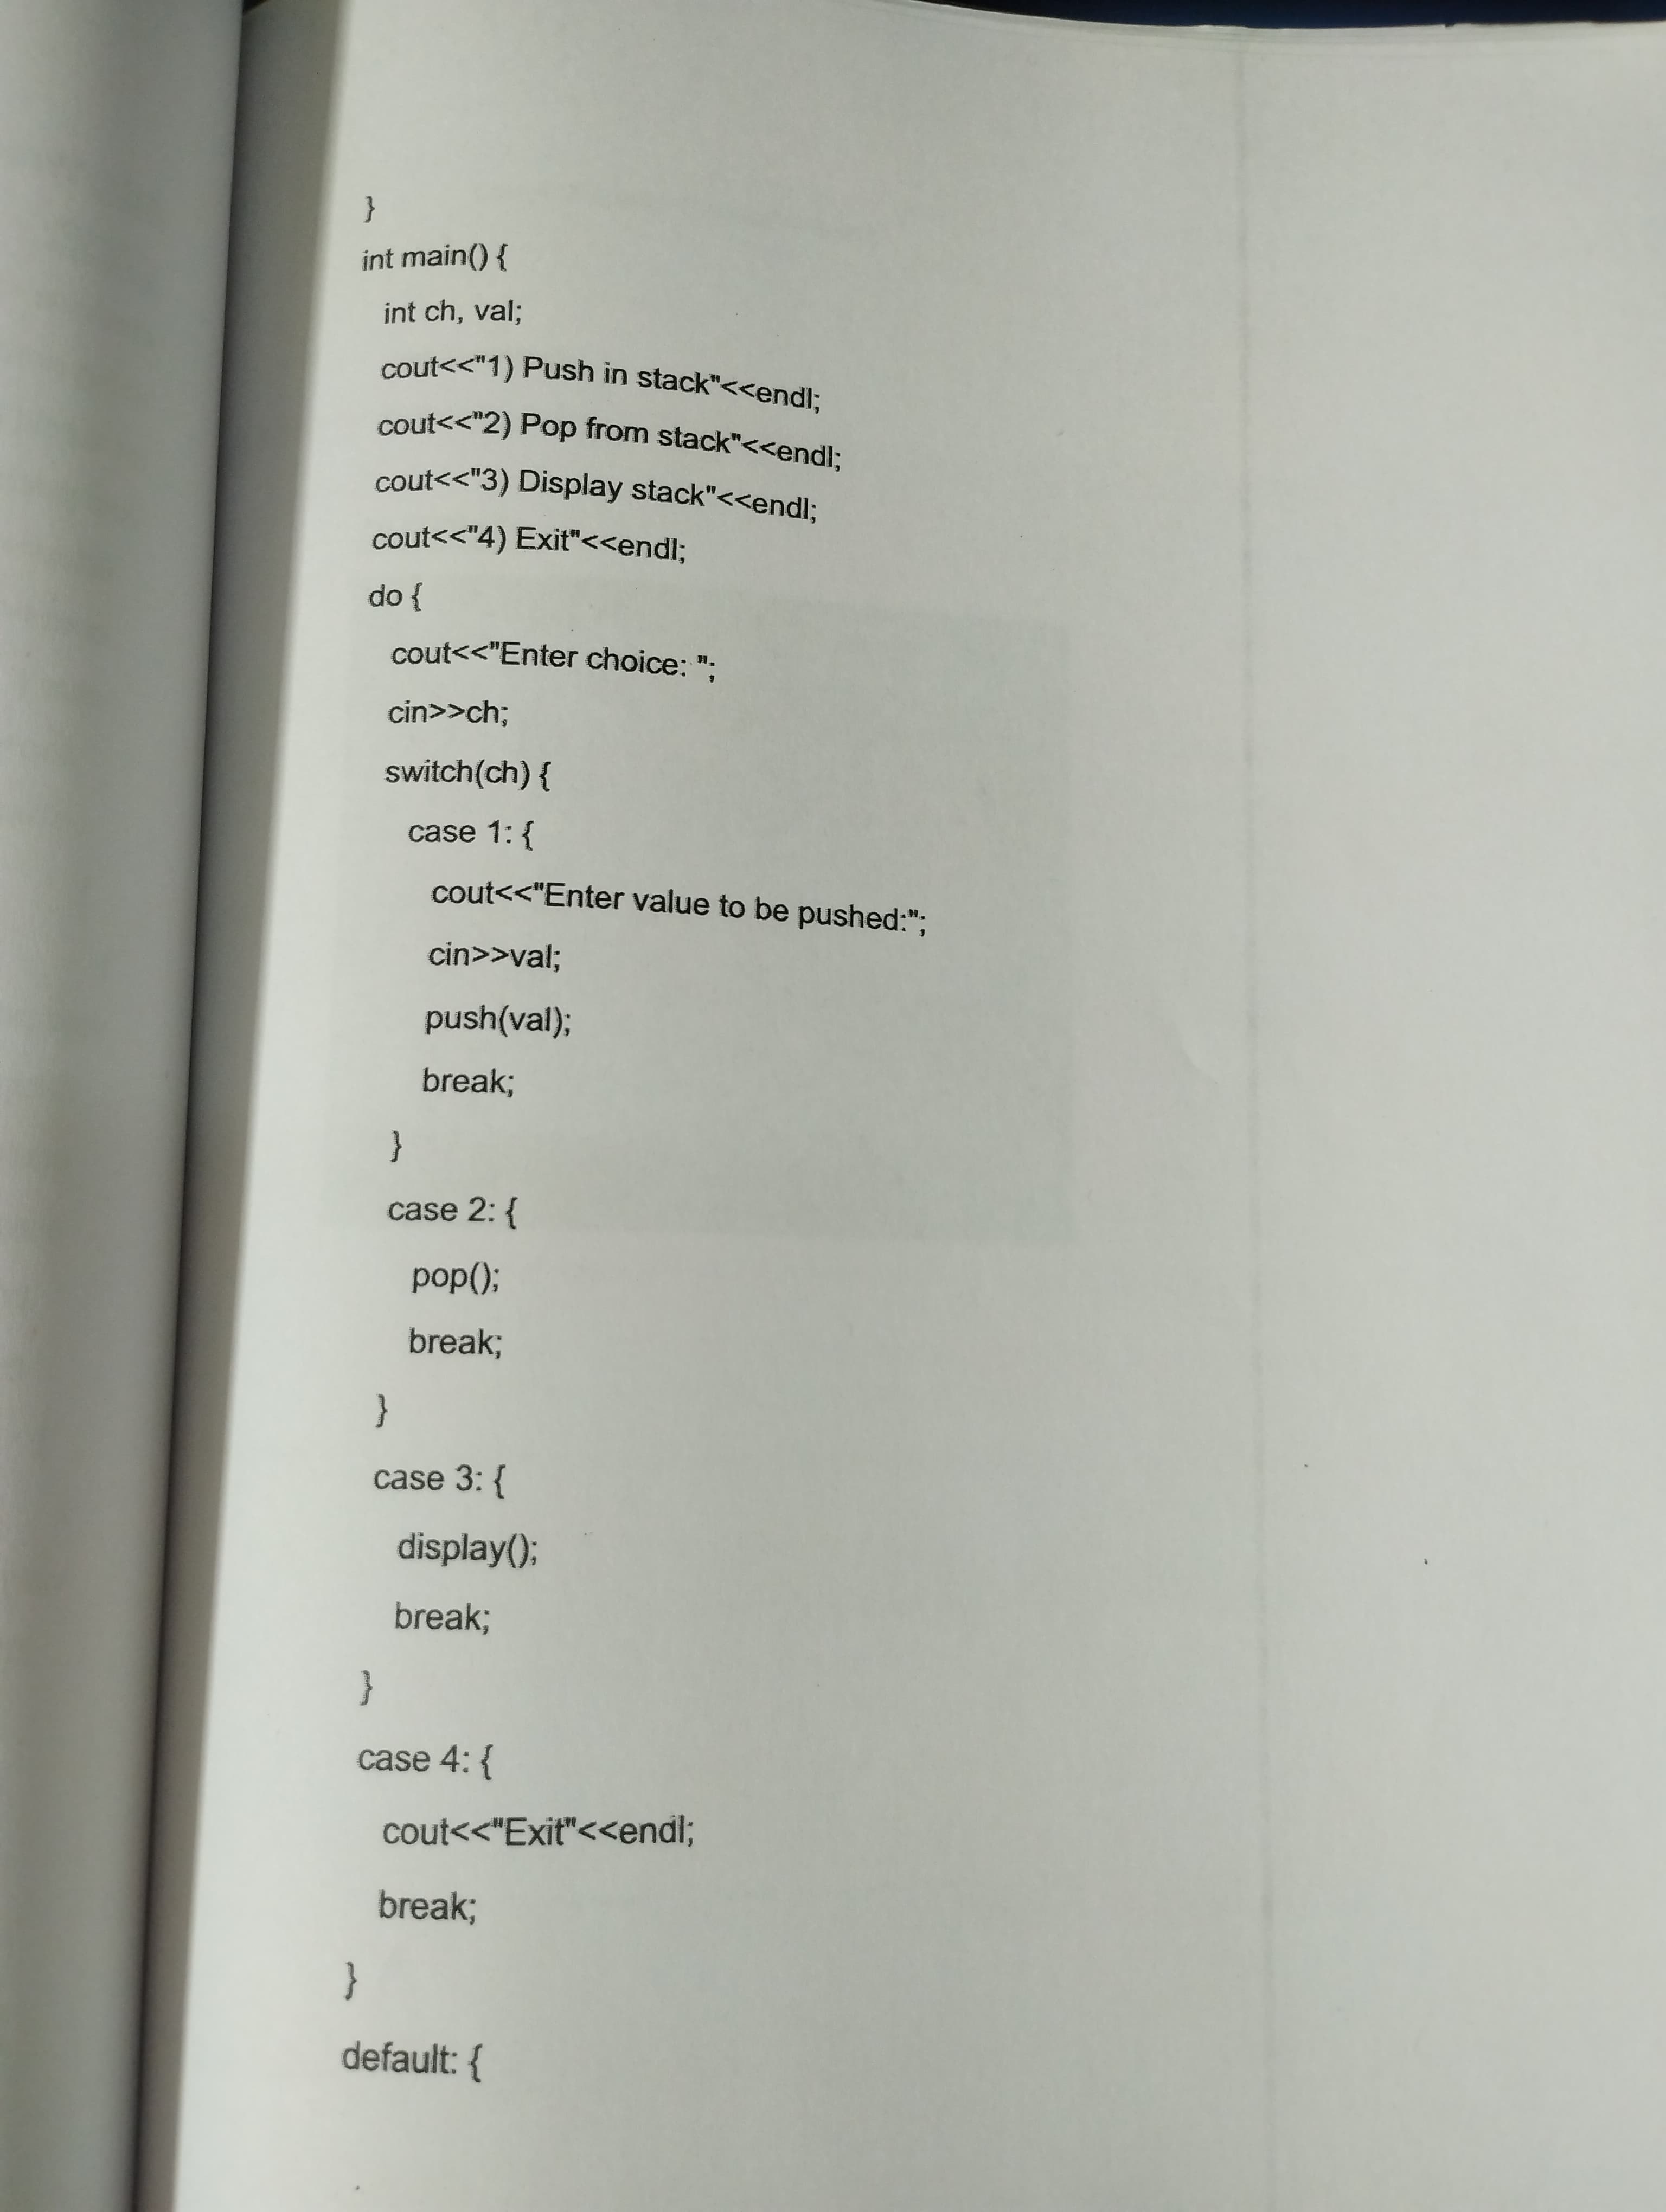 }
int main() {
int ch, val;
cout<<"1) Push in stack"<<endl;
cout<<"2) Pop from stack"<<endl;
cout<<"3) Display stack"<<endl;
cout<<"4) Exit"<<endl;
do {
cout<<"Enter choice: ";
cin>>ch;
switch(ch) {
case 1: {
cout<<"Enter value to be pushed:";
cin>>val;
push(val);
break;
}
case 2: {
pop();
break;
}
case 3: {
display();
break;
}
case 4: {
cout<<"Exit"<<endl;
break;
}
default: {